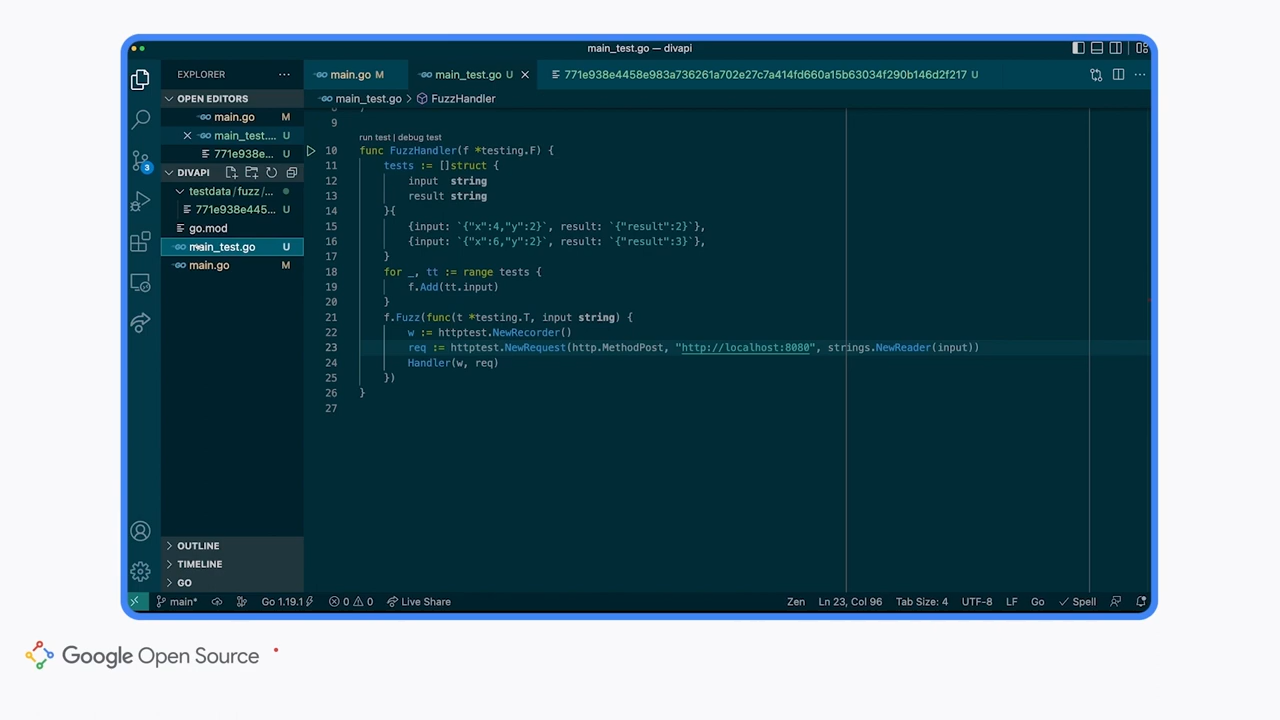 main_test.go — divapi
EXPLORER ...
main.go M
main_test.go U
771e938e4458e983a736261a702e27c7a414fd660a15b63034f290b146d2f217 U
OPEN EDITORS
main.go M
main_test.... U
771e938e... U
main_test.go > FuzzHandler
DIVAPI
testdata/fuzz/...
771e938e445... U
go.mod
main_test.go U
main.go M
9
run test | debug test
10 func FuzzHandler(f *testing.F) {
11 tests := []struct {
12 input string
13 result string
14 }{
15 {input: `{"x":4,"y":2}`, result: `{"result":2}`},
16 {input: `{"x":6,"y":2}`, result: `{"result":3}`},
17 }
18 for _, tt := range tests {
19 f.Add(tt.input)
20 }
21 f.Fuzz(func(t *testing.T, input string) {
22 w := httptest.NewRecorder()
23 req := httptest.NewRequest(http.MethodPost, "http://localhost:8080", strings.NewReader(input))
24 Handler(w, req)
25 })
26 }
27
3
OUTLINE
TIMELINE
GO
main* Go 1.19.1 0 0 Live Share Zen Ln 23, Col 96 Tab Size: 4 UTF-8 LF Go Spell
Google Open Source